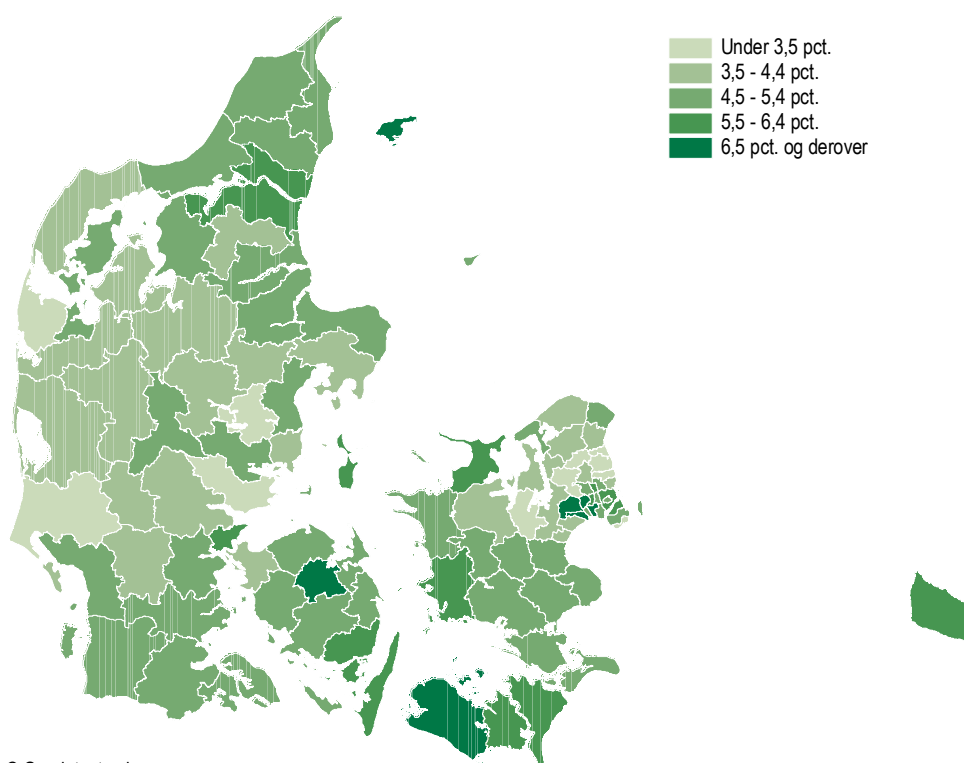 Under 3,5 pct.
3,5 - 4,4 pct.
4,5 - 5,4 pct.
5,5 - 6,4 pct.
6,5 pct. og derover